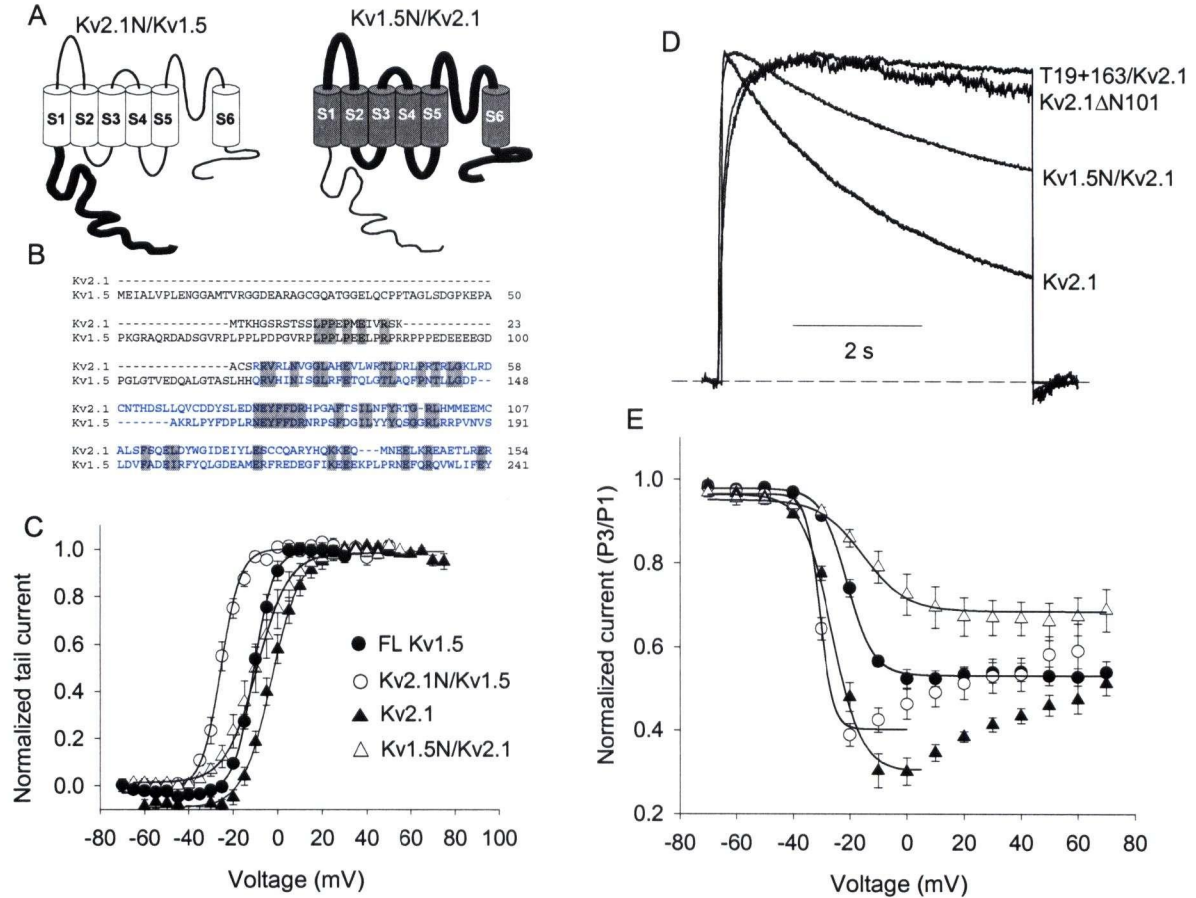 A
Kv2.1N/Kv1.5
Kv1.5N/Kv2.1
S1 S2 S3 S4 S5 S6
S1 S2 S3 S4 S5 S6
B
Kv2.1 --------------------------------------------------
Kv1.5 MEIALVPLENGGAMTVRGGDEARAGCGQATGGELQCPPTAGLSDGPKEPA 50
Kv2.1 ---------------MTKHGSRSTSSLPPEPMEIVRSK------------ 23
Kv1.5 PKGRAQRDADSGVRPLPPLPDPGVRPLPPLPEELPRPRRPPPEDEEEEGD 100
Kv2.1 ---------------ACSRRVRLNVGGLAHEVLWRTLDRLPRTRLGKLRD 58
Kv1.5 PGLGTVEDQALGTASLHHQRVHINISGLRFETQLGTLAQFPNTLLGDP-- 148
Kv2.1 CNTHDSLLQVCDDYSLEDNEYFFDRHPGAFTSILNFYRTG-RLHMMEEMC 107
Kv1.5 -------AKRLPYFDPLRNEYFFDRNRPSFDGILYYYQSGGRLRRPVNVS 191
Kv2.1 ALSFSQELDYWGIDEIYLESCCQARYHQKKEQ---MNEELKREAETLRER 154
Kv1.5 LDVFADEIRFYQLGDEAMERFREDEGFIKEEEKPLPRNEFQRQVWLIFEY 241
C
Normalized tail current
1.0
0.8
0.6
0.4
0.2
0.0
FL Kv1.5
Kv2.1N/Kv1.5
Kv2.1
Kv1.5N/Kv2.1
-80 -60 -40 -20 0 20 40 60 80 100
Voltage (mV)
D
T19+163/Kv2.1
Kv2.1ΔN101
Kv1.5N/Kv2.1
Kv2.1
2 s
E
Normalized current (P3/P1)
1.0
0.8
0.6
0.4
0.2
-80 -60 -40 -20 0 20 40 60 80
Voltage (mV)